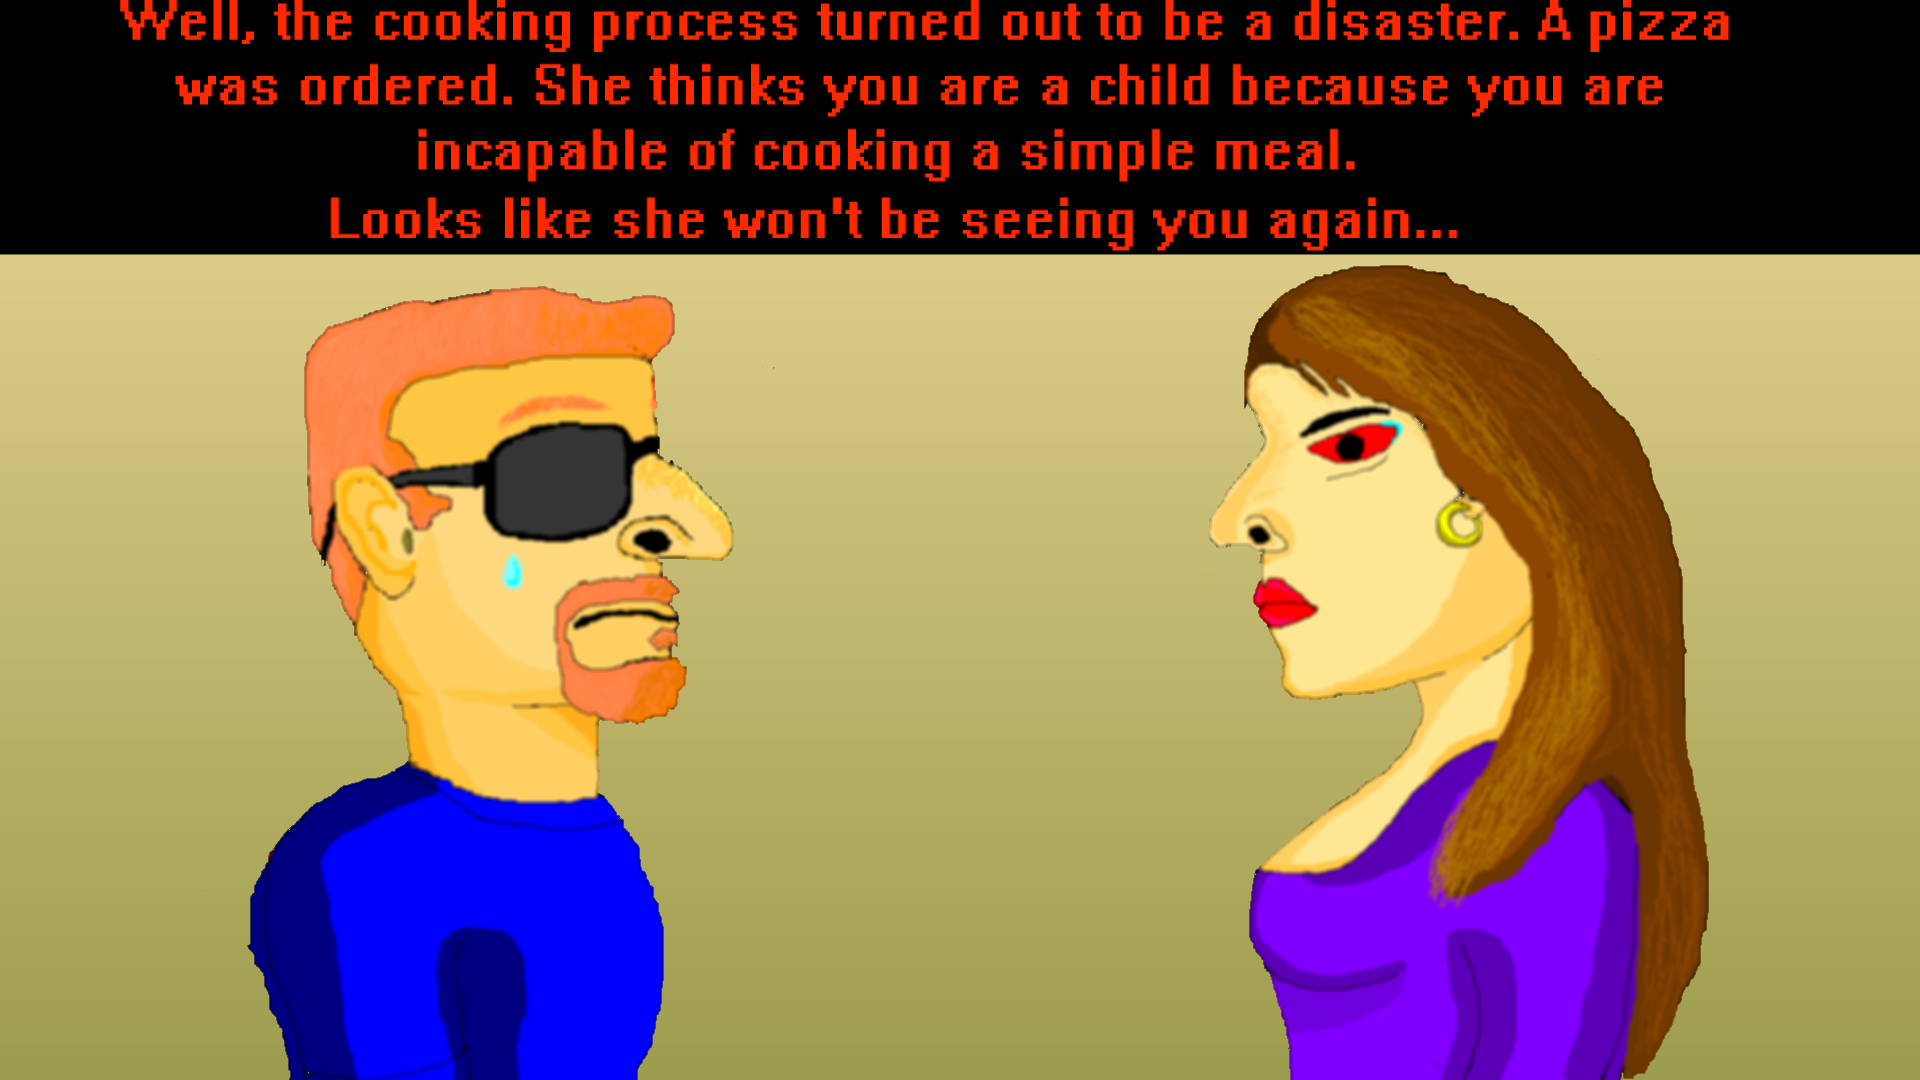 Well, the cooking process turned out to be a disaster. A pizza
was ordered. She thinks you are a child because you are
incapable of cooking a simple meal.
Looks like she won't be seeing you again...